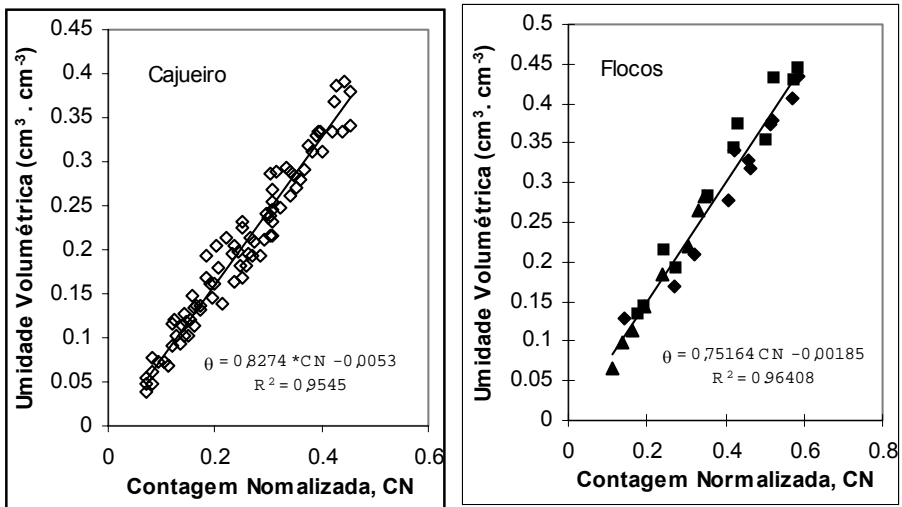 Cajueiro
Umidade Volumétrica (cm³ . cm⁻³)
0.45
0.4
0.35
0.3
0.25
0.2
0.15
0.1
0.05
0
θ = 0,8274 *CN -0,0053
R² = 0,9545
0 0.2 0.4 0.6
Contagem Nomalizada, CN
Flocos
Umidade Volumétrica (cm³. cm⁻³)
0.5
0.45
0.4
0.35
0.3
0.25
0.2
0.15
0.1
0.05
0
θ = 0,75164 CN -0,00185
R² = 0,96408
0 0.2 0.4 0.6 0.8
Contagem Normalizada, CN